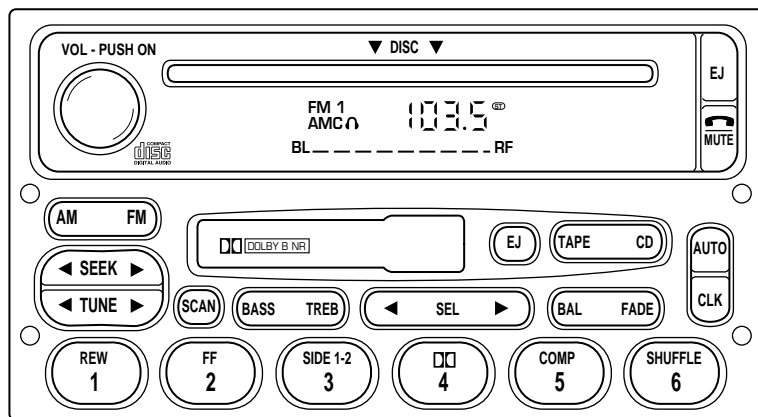 VOL - PUSH ON
▼ DISC ▼
EJ
FM 1
AMC
103.5
ST
MUTE
BL RF
COMPACT
disc
DIGITAL AUDIO
AM FM
DOLBY B NR
EJ
TAPE CD
AUTO
◀ SEEK ▶
◀ TUNE ▶
SCAN
BASS TREB
◀ SEL ▶
BAL FADE
CLK
REW
1
FF
2
SIDE 1-2
3
4
COMP
5
SHUFFLE
6